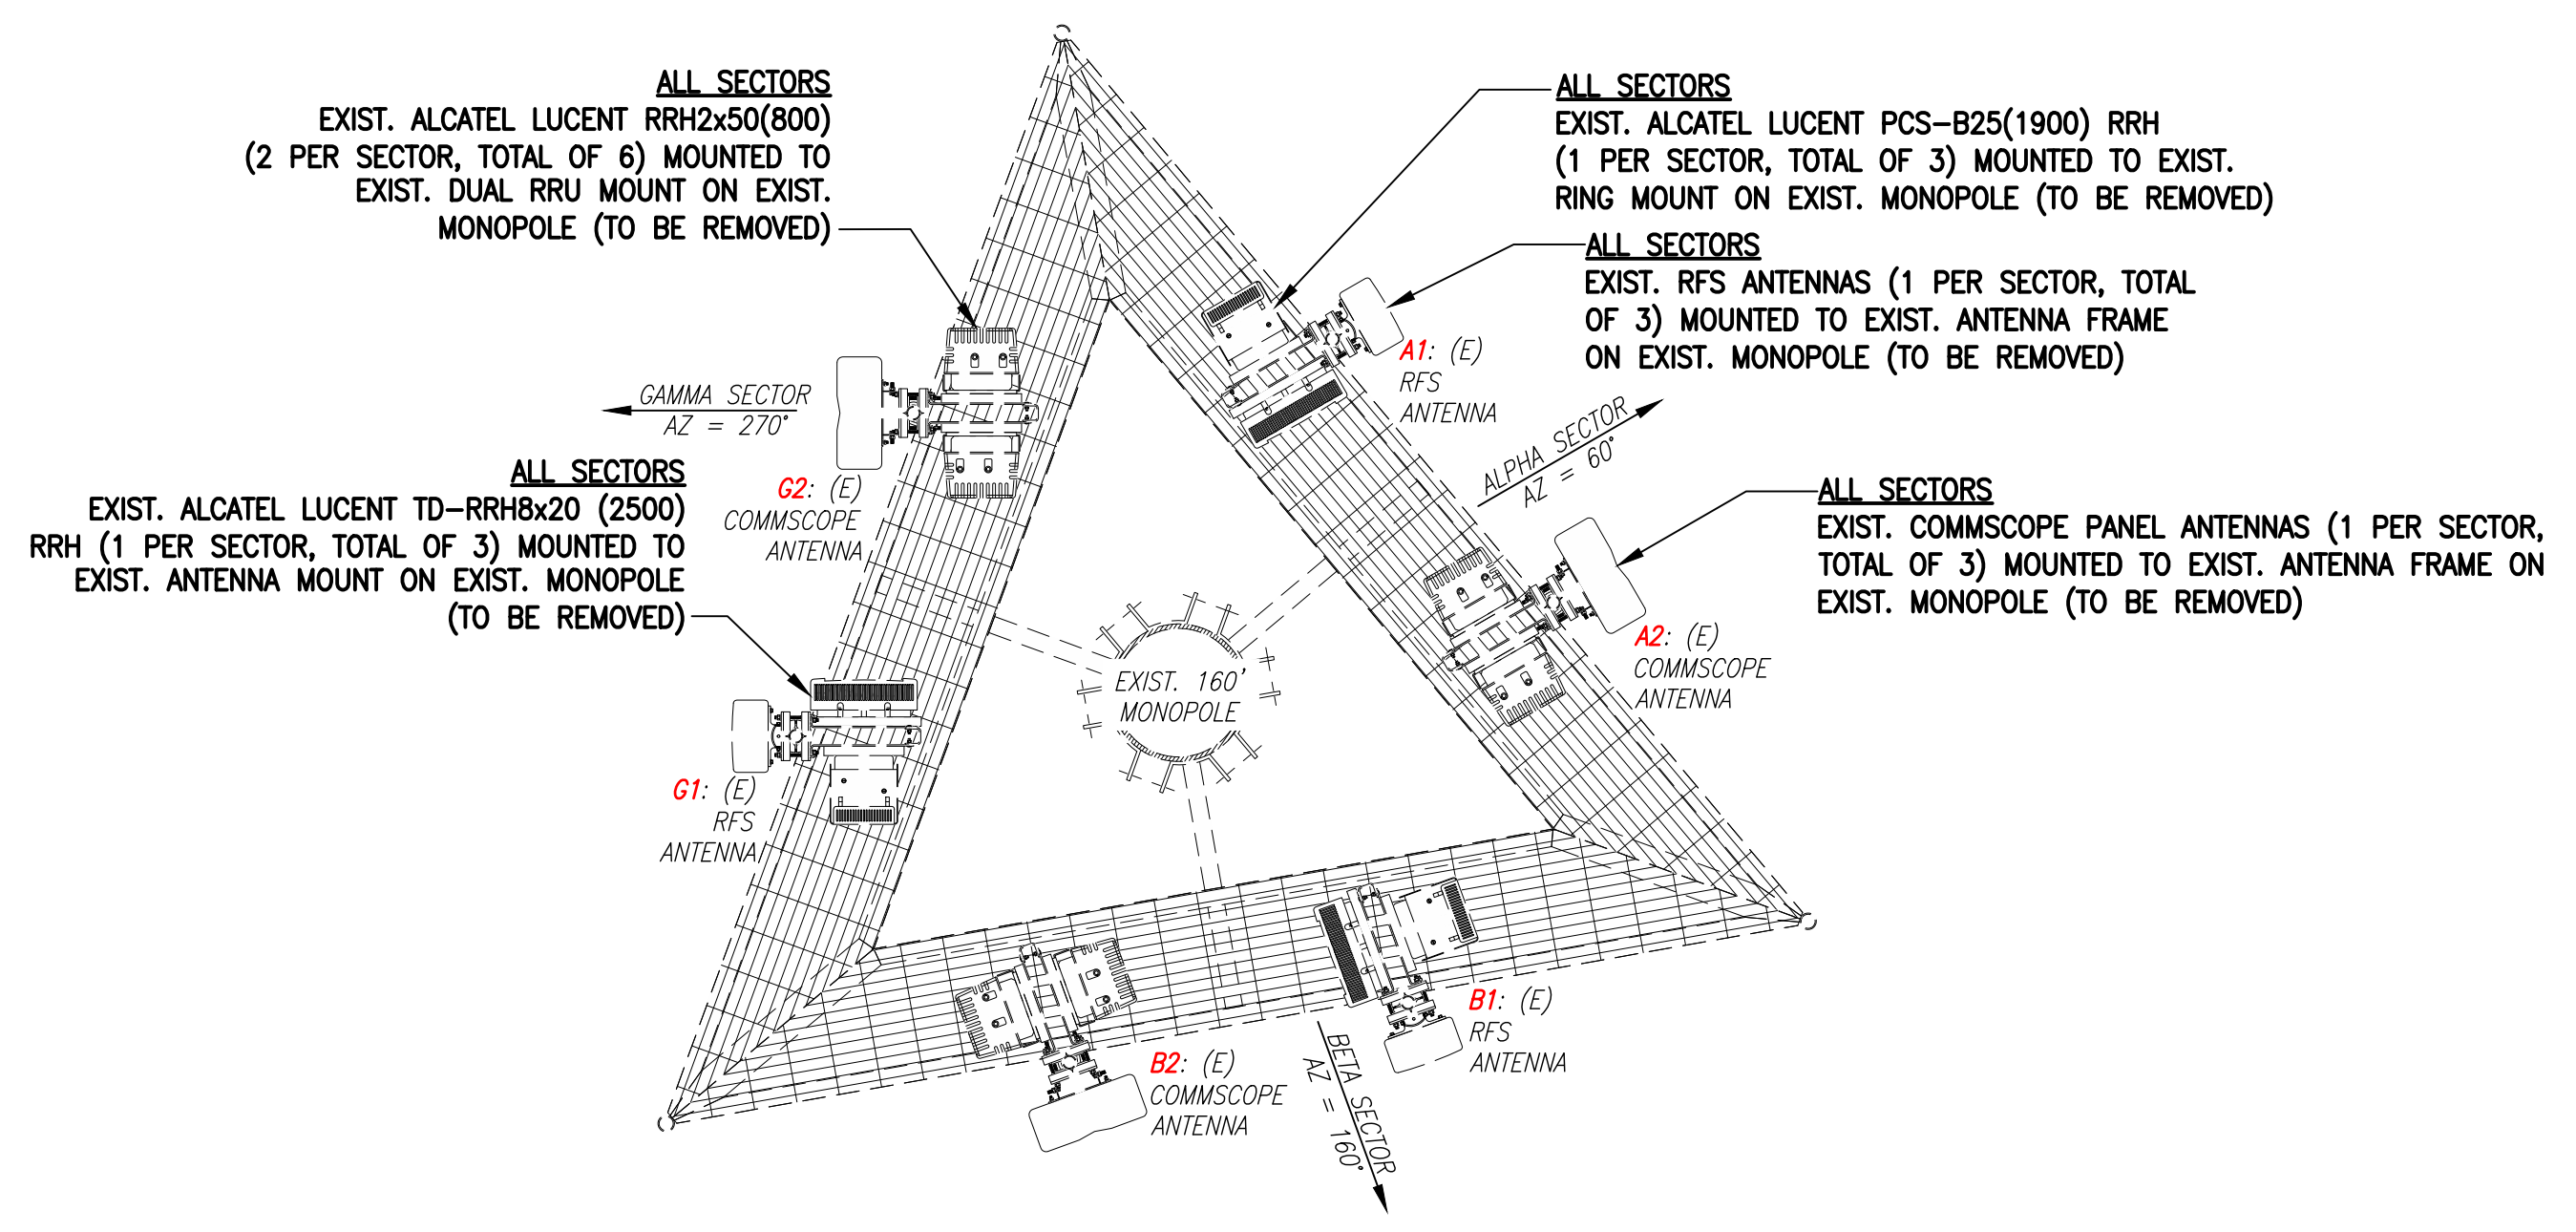 ALL SECTORS
EXIST. ALCATEL LUCENT RRH2x50(800)
(2 PER SECTOR, TOTAL OF 6) MOUNTED TO
EXIST. DUAL RRU MOUNT ON EXIST.
MONOPOLE (TO BE REMOVED)
ALL SECTORS
EXIST. ALCATEL LUCENT PCS-B25(1900) RRH
(1 PER SECTOR, TOTAL OF 3) MOUNTED TO EXIST.
RING MOUNT ON EXIST. MONOPOLE (TO BE REMOVED)
ALL SECTORS
EXIST. RFS ANTENNAS (1 PER SECTOR, TOTAL
OF 3) MOUNTED TO EXIST. ANTENNA FRAME
ON EXIST. MONOPOLE (TO BE REMOVED)
A1: (E)
RFS
ANTENNA
GAMMA SECTOR
AZ = 270°
ALPHA SECTOR
AZ = 60°
G2: (E)
COMMSCOPE
ANTENNA
ALL SECTORS
EXIST. ALCATEL LUCENT TD-RRH8x20 (2500)
RRH (1 PER SECTOR, TOTAL OF 3) MOUNTED TO
EXIST. ANTENNA MOUNT ON EXIST. MONOPOLE
(TO BE REMOVED)
ALL SECTORS
EXIST. COMMSCOPE PANEL ANTENNAS (1 PER SECTOR,
TOTAL OF 3) MOUNTED TO EXIST. ANTENNA FRAME ON
EXIST. MONOPOLE (TO BE REMOVED)
A2: (E)
COMMSCOPE
ANTENNA
EXIST. 160'
MONOPOLE
G1: (E)
RFS
ANTENNA
B1: (E)
RFS
ANTENNA
B2: (E)
COMMSCOPE
ANTENNA
BETA SECTOR
AZ = 160°